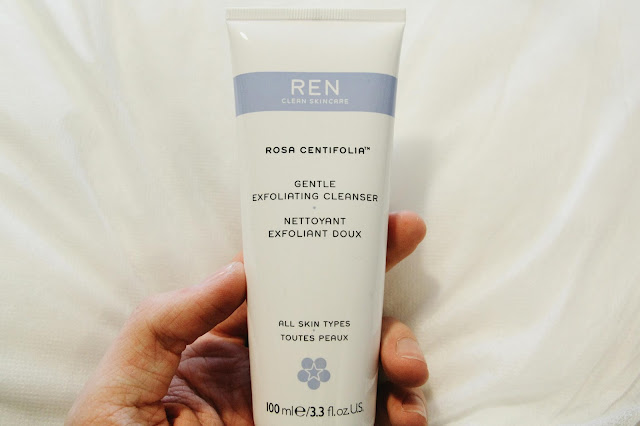 REN
CLEAN SKINCARE
ROSA CENTIFOLIA™
GENTLE
EXFOLIATING CLEANSER
NETTOYANT
EXFOLIANT DOUX
ALL SKIN TYPES
TOUTES PEAUX
100 ml℮/3.3 fl.oz.U.S.